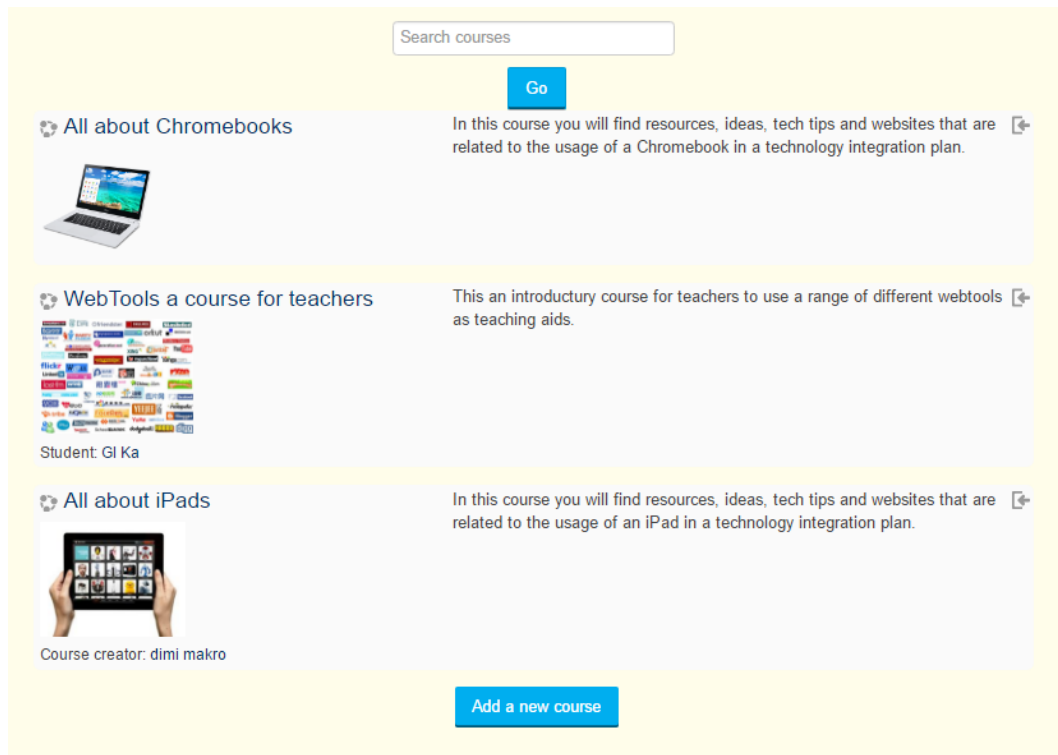 Search courses
Go
All about Chromebooks
In this course you will find resources, ideas, tech tips and websites that are
related to the usage of a Chromebook in a technology integration plan.
WebTools a course for teachers
This an introductury course for teachers to use a range of different webtools
as teaching aids.
flickr
Student: GI Ka
All about iPads
In this course you will find resources, ideas, tech tips and websites that are
related to the usage of an iPad in a technology integration plan.
Course creator: dimi makro
Add a new course